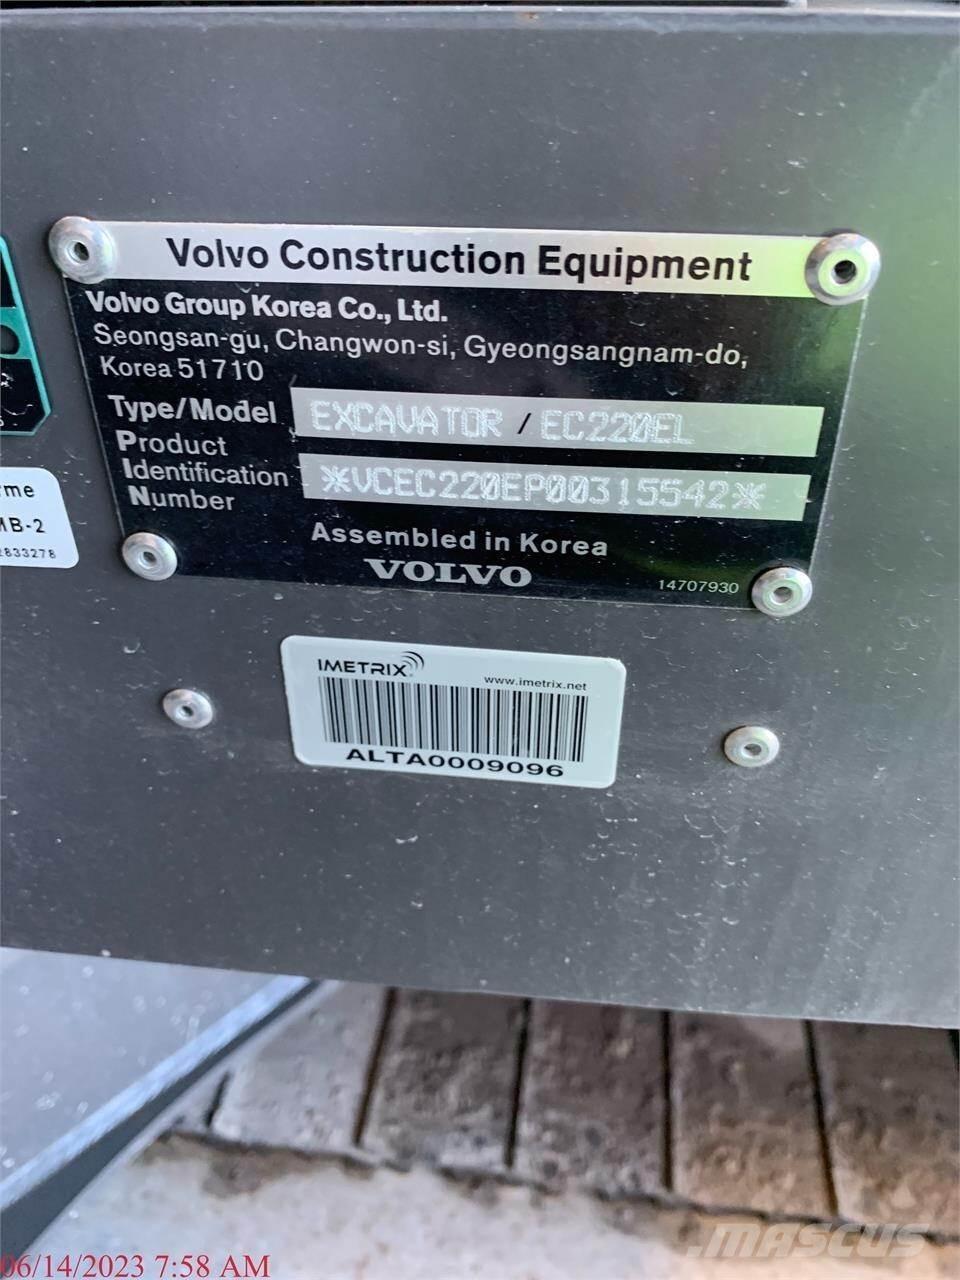 Volvo Construction Equipment
Volvo Group Korea Co., Ltd.
Seongsan-gu, Changwon-si, Gyeongsangnam-do,
Korea 51710
Type/Model EXCAVATOR / EC220EL
Product
Identification *VCEC220EP00315542*
Number
Assembled in Korea
VOLVO
14707930
MB-2
2833278
IMETRIX
www.imetrix.net
ALTA0009096
06/14/2023 7:58 AM
MASCUS